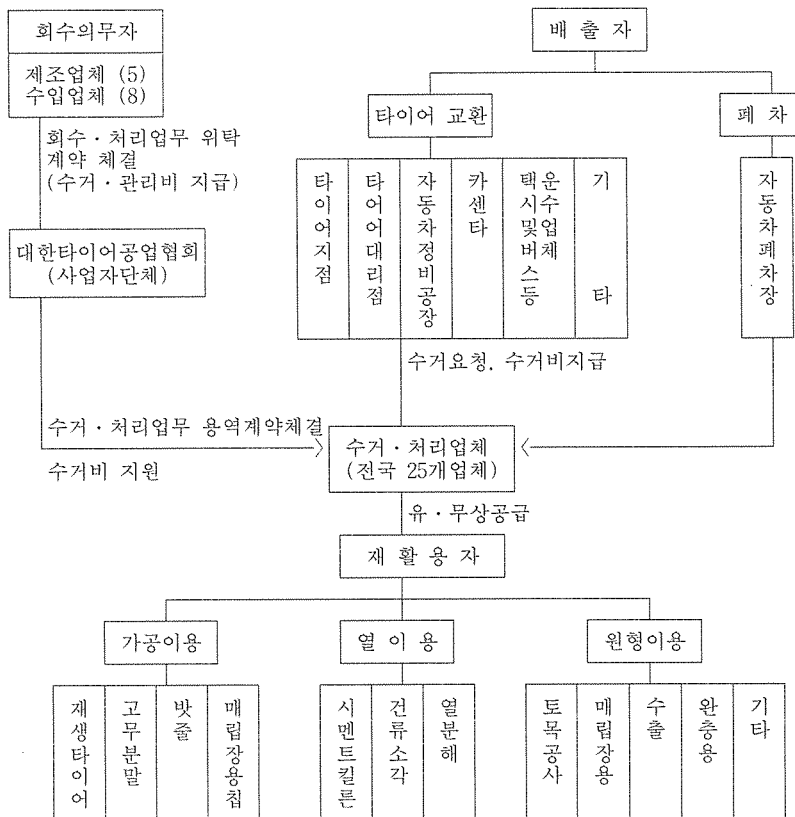 회수의무자
제조업체 (5)
수입업체 (8)
회수 · 처리업무 위탁
계약 체결
(수거 · 관리비 지급)
대한타이어공업협회
(사업자단체)
배 출 자
타이어 교환
폐 차
타이어지점
타어어대리점
자동차정비공장
카센타
택시및버스등
운수업체
기 타
자동차폐차장
수거요청, 수거비지급
수거 · 처리업무 용역계약체결
수거비 지원
수거 · 처리업체
(전국 25개업체)
유 · 무상공급
재 활 용 자
가공이용
열 이 용
원형이용
재생타이어
고무분말
밧줄
매립장용칩
시멘트킬른
건류소각
열분해
토목공사
매립장용
수출
완충용
기타